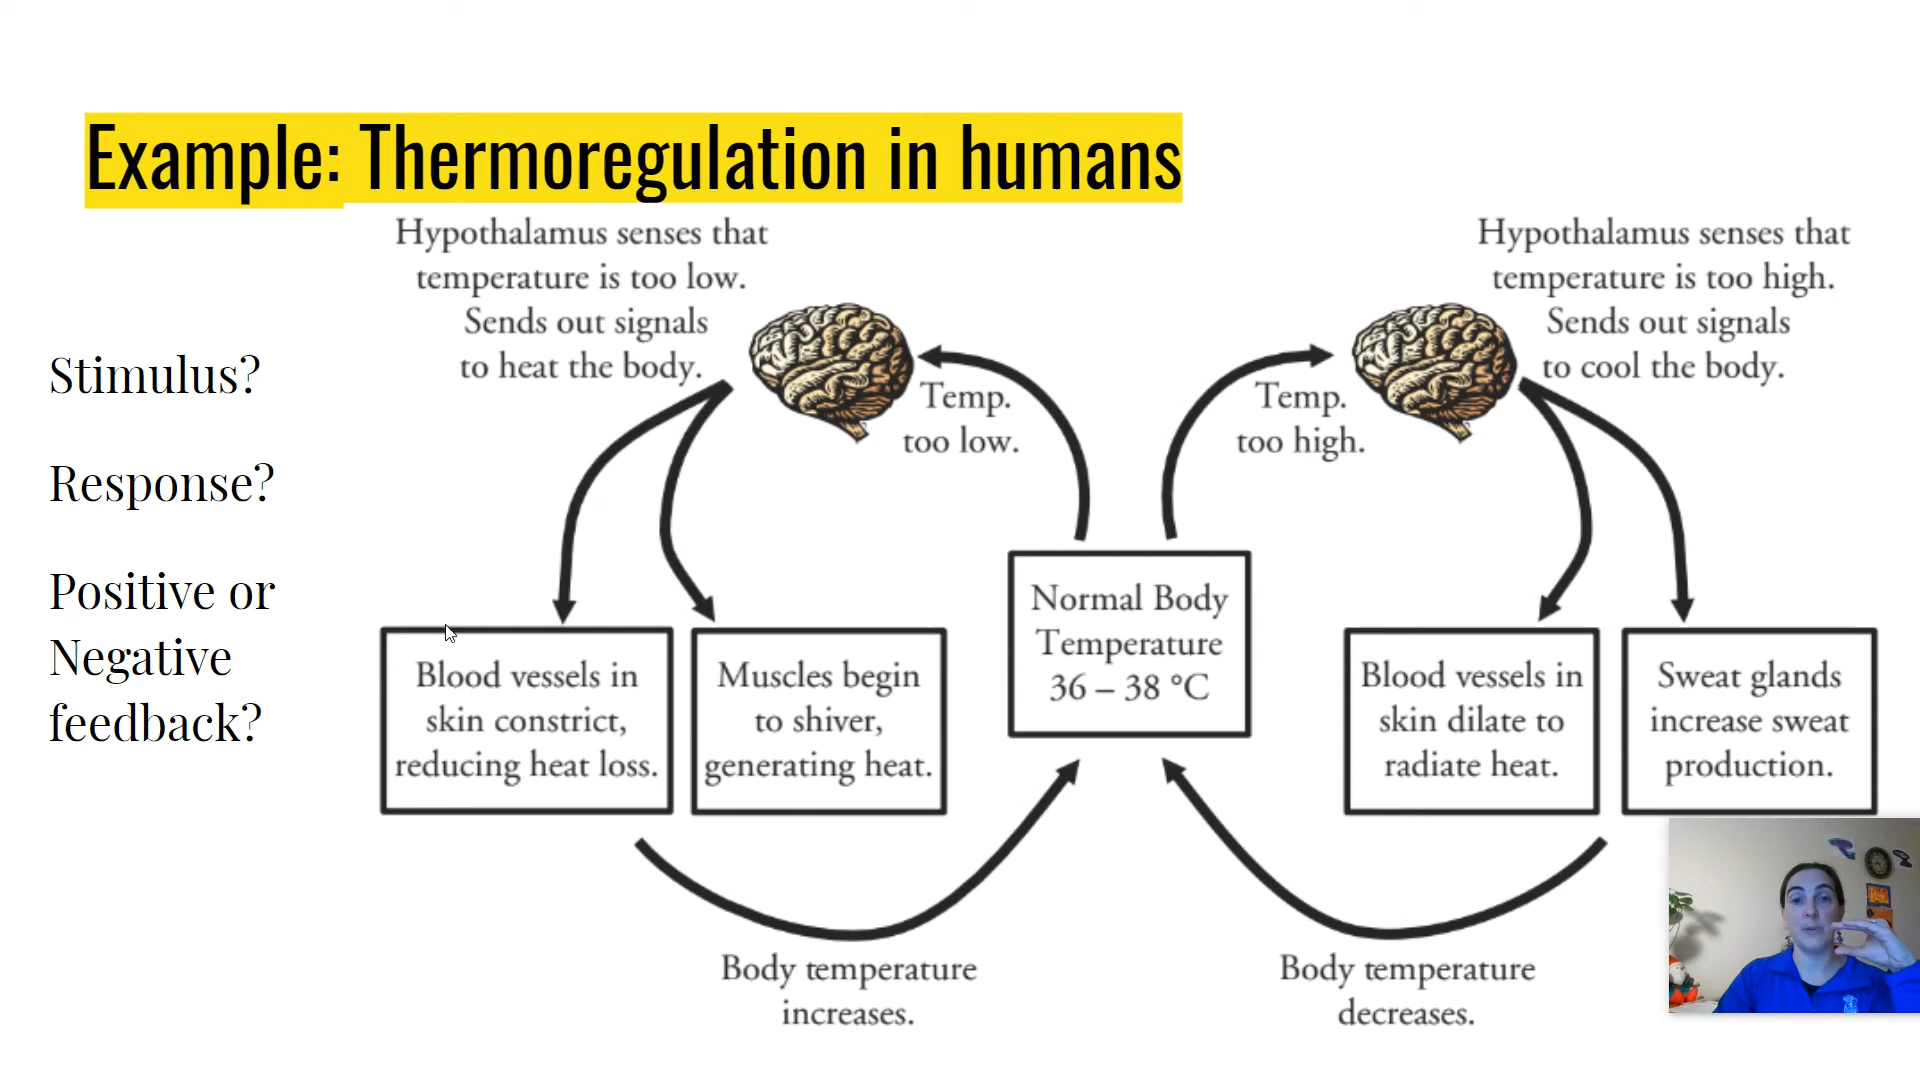 Example: Thermoregulation in humans
Stimulus?
Response?
Positive or
Negative
feedback?
Hypothalamus senses that
temperature is too low.
Sends out signals
to heat the body.
Temp.
too low.
Blood vessels in
skin constrict,
reducing heat loss.
Muscles begin
to shiver,
generating heat.
Body temperature
increases.
Normal Body
Temperature
36 – 38 °C
Hypothalamus senses that
temperature is too high.
Sends out signals
to cool the body.
Temp.
too high.
Blood vessels in
skin dilate to
radiate heat.
Sweat glands
increase sweat
production.
Body temperature
decreases.